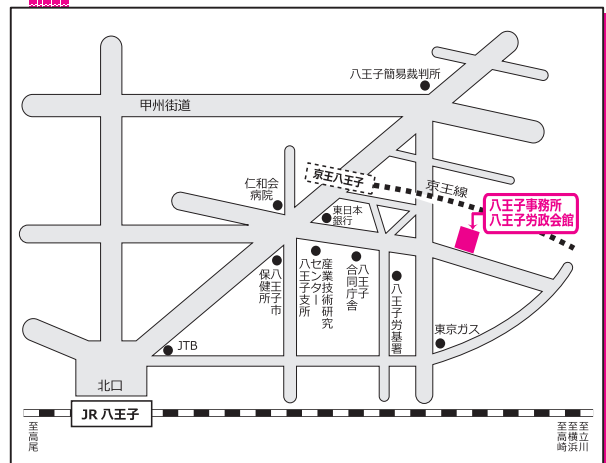 八王子簡易裁判所
甲州街道
京王八王子
仁和会
病院
京王線
東日本
銀行
八王子事務所
八王子労政会館
八王子市
保健所
産業技術研究
センター
八王子支所
八王子
合同庁舎
八王子労基署
東京ガス
JTB
北口
JR 八王子
至高尾
至立川
至横浜
至高崎